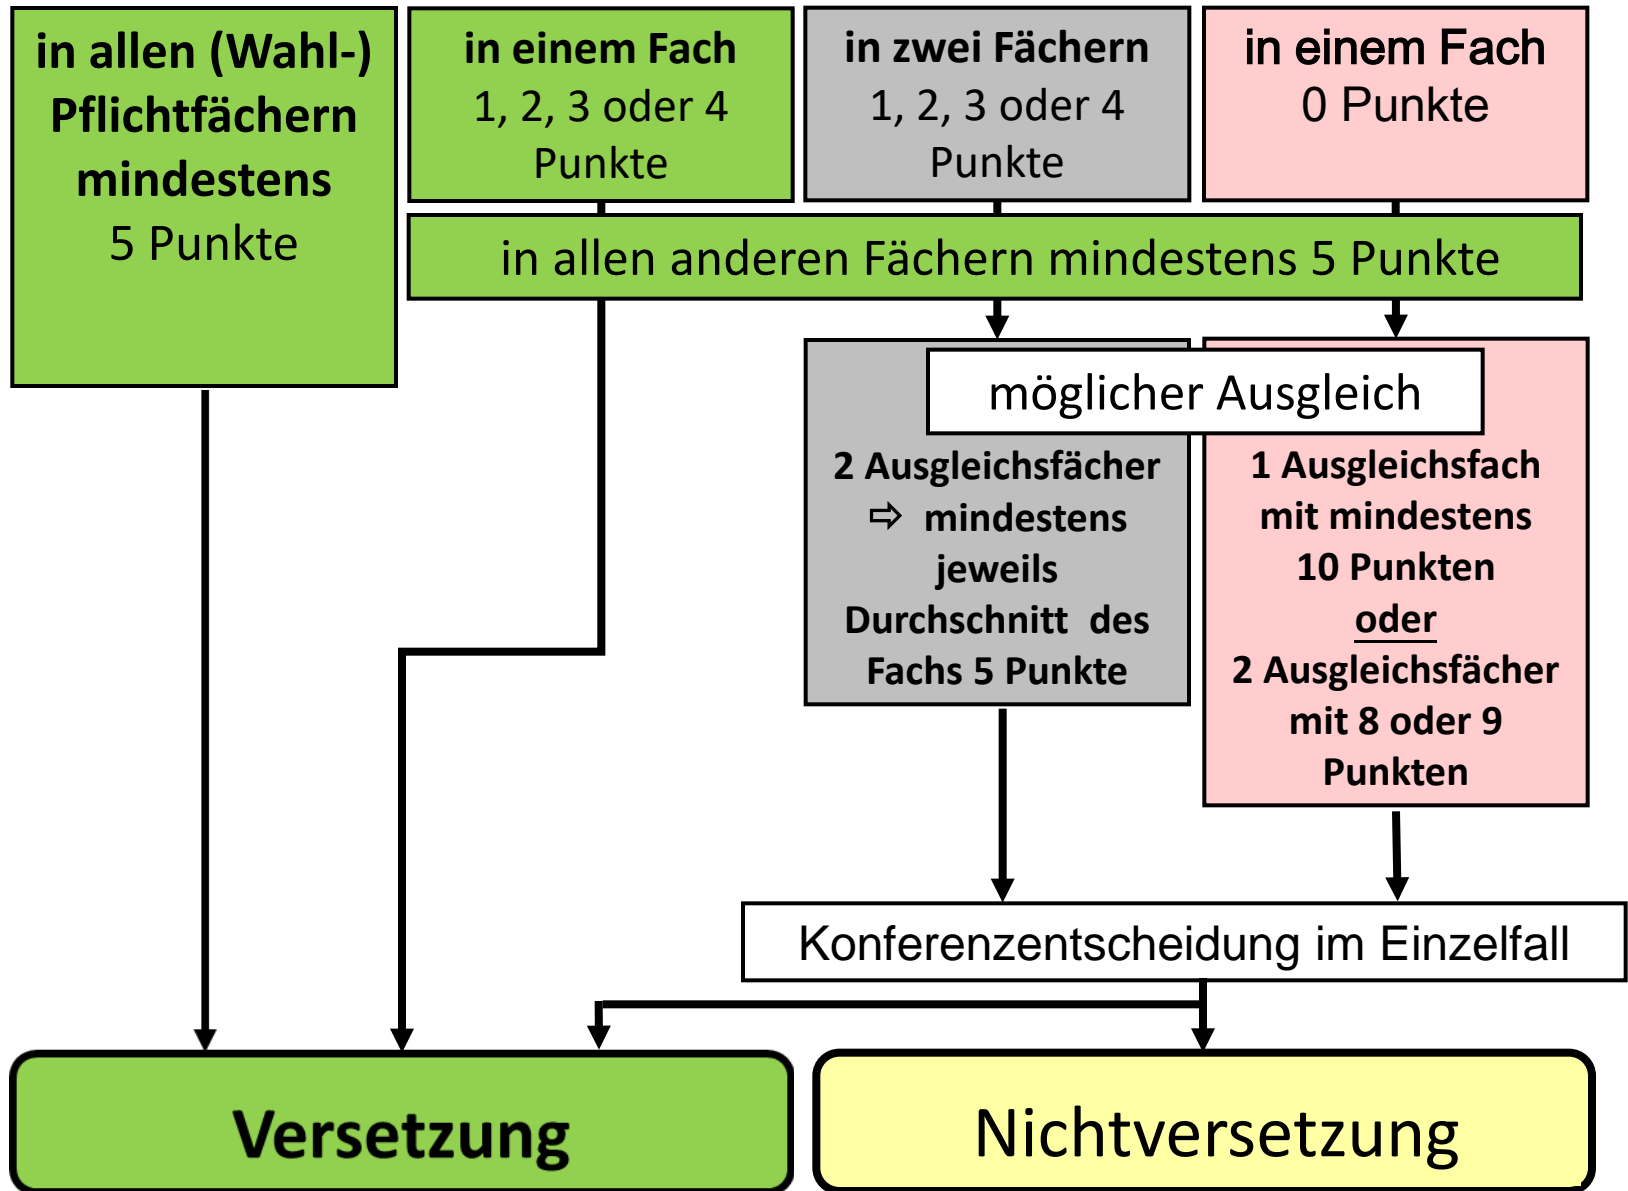 in allen (Wahl-)
Pflichtfächern
mindestens
5 Punkte
in einem Fach
1, 2, 3 oder 4
Punkte
in zwei Fächern
1, 2, 3 oder 4
Punkte
in einem Fach
0 Punkte
in allen anderen Fächern mindestens 5 Punkte
möglicher Ausgleich
2 Ausgleichsfächer
⇨ mindestens
jeweils
Durchschnitt des
Fachs 5 Punkte
1 Ausgleichsfach
mit mindestens
10 Punkten
oder
2 Ausgleichsfächer
mit 8 oder 9
Punkten
Konferenzentscheidung im Einzelfall
Versetzung
Nichtversetzung